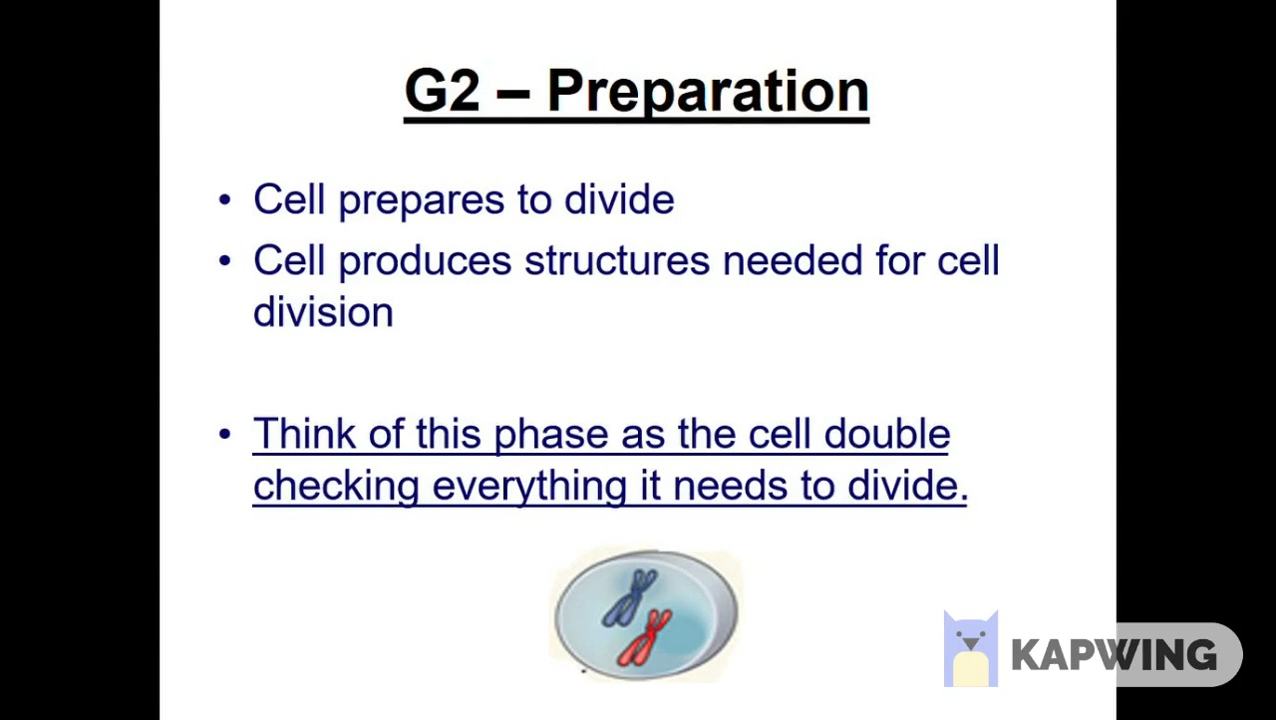 G2 – Preparation
• Cell prepares to divide
• Cell produces structures needed for cell
division
• Think of this phase as the cell double
checking everything it needs to divide.
KAPWING